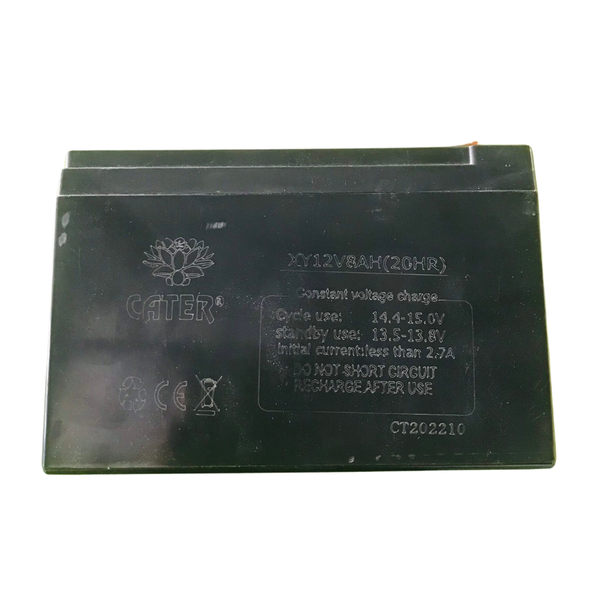 CATER®
XY12V8AH(20HR)
Constant voltage charge
Cycle use: 14.4-15.0V
standby use: 13.5-13.8V
Initial current:less than 2.7A
DO NOT SHORT CIRCUIT
RECHARGE AFTER USE
CE
CT202210